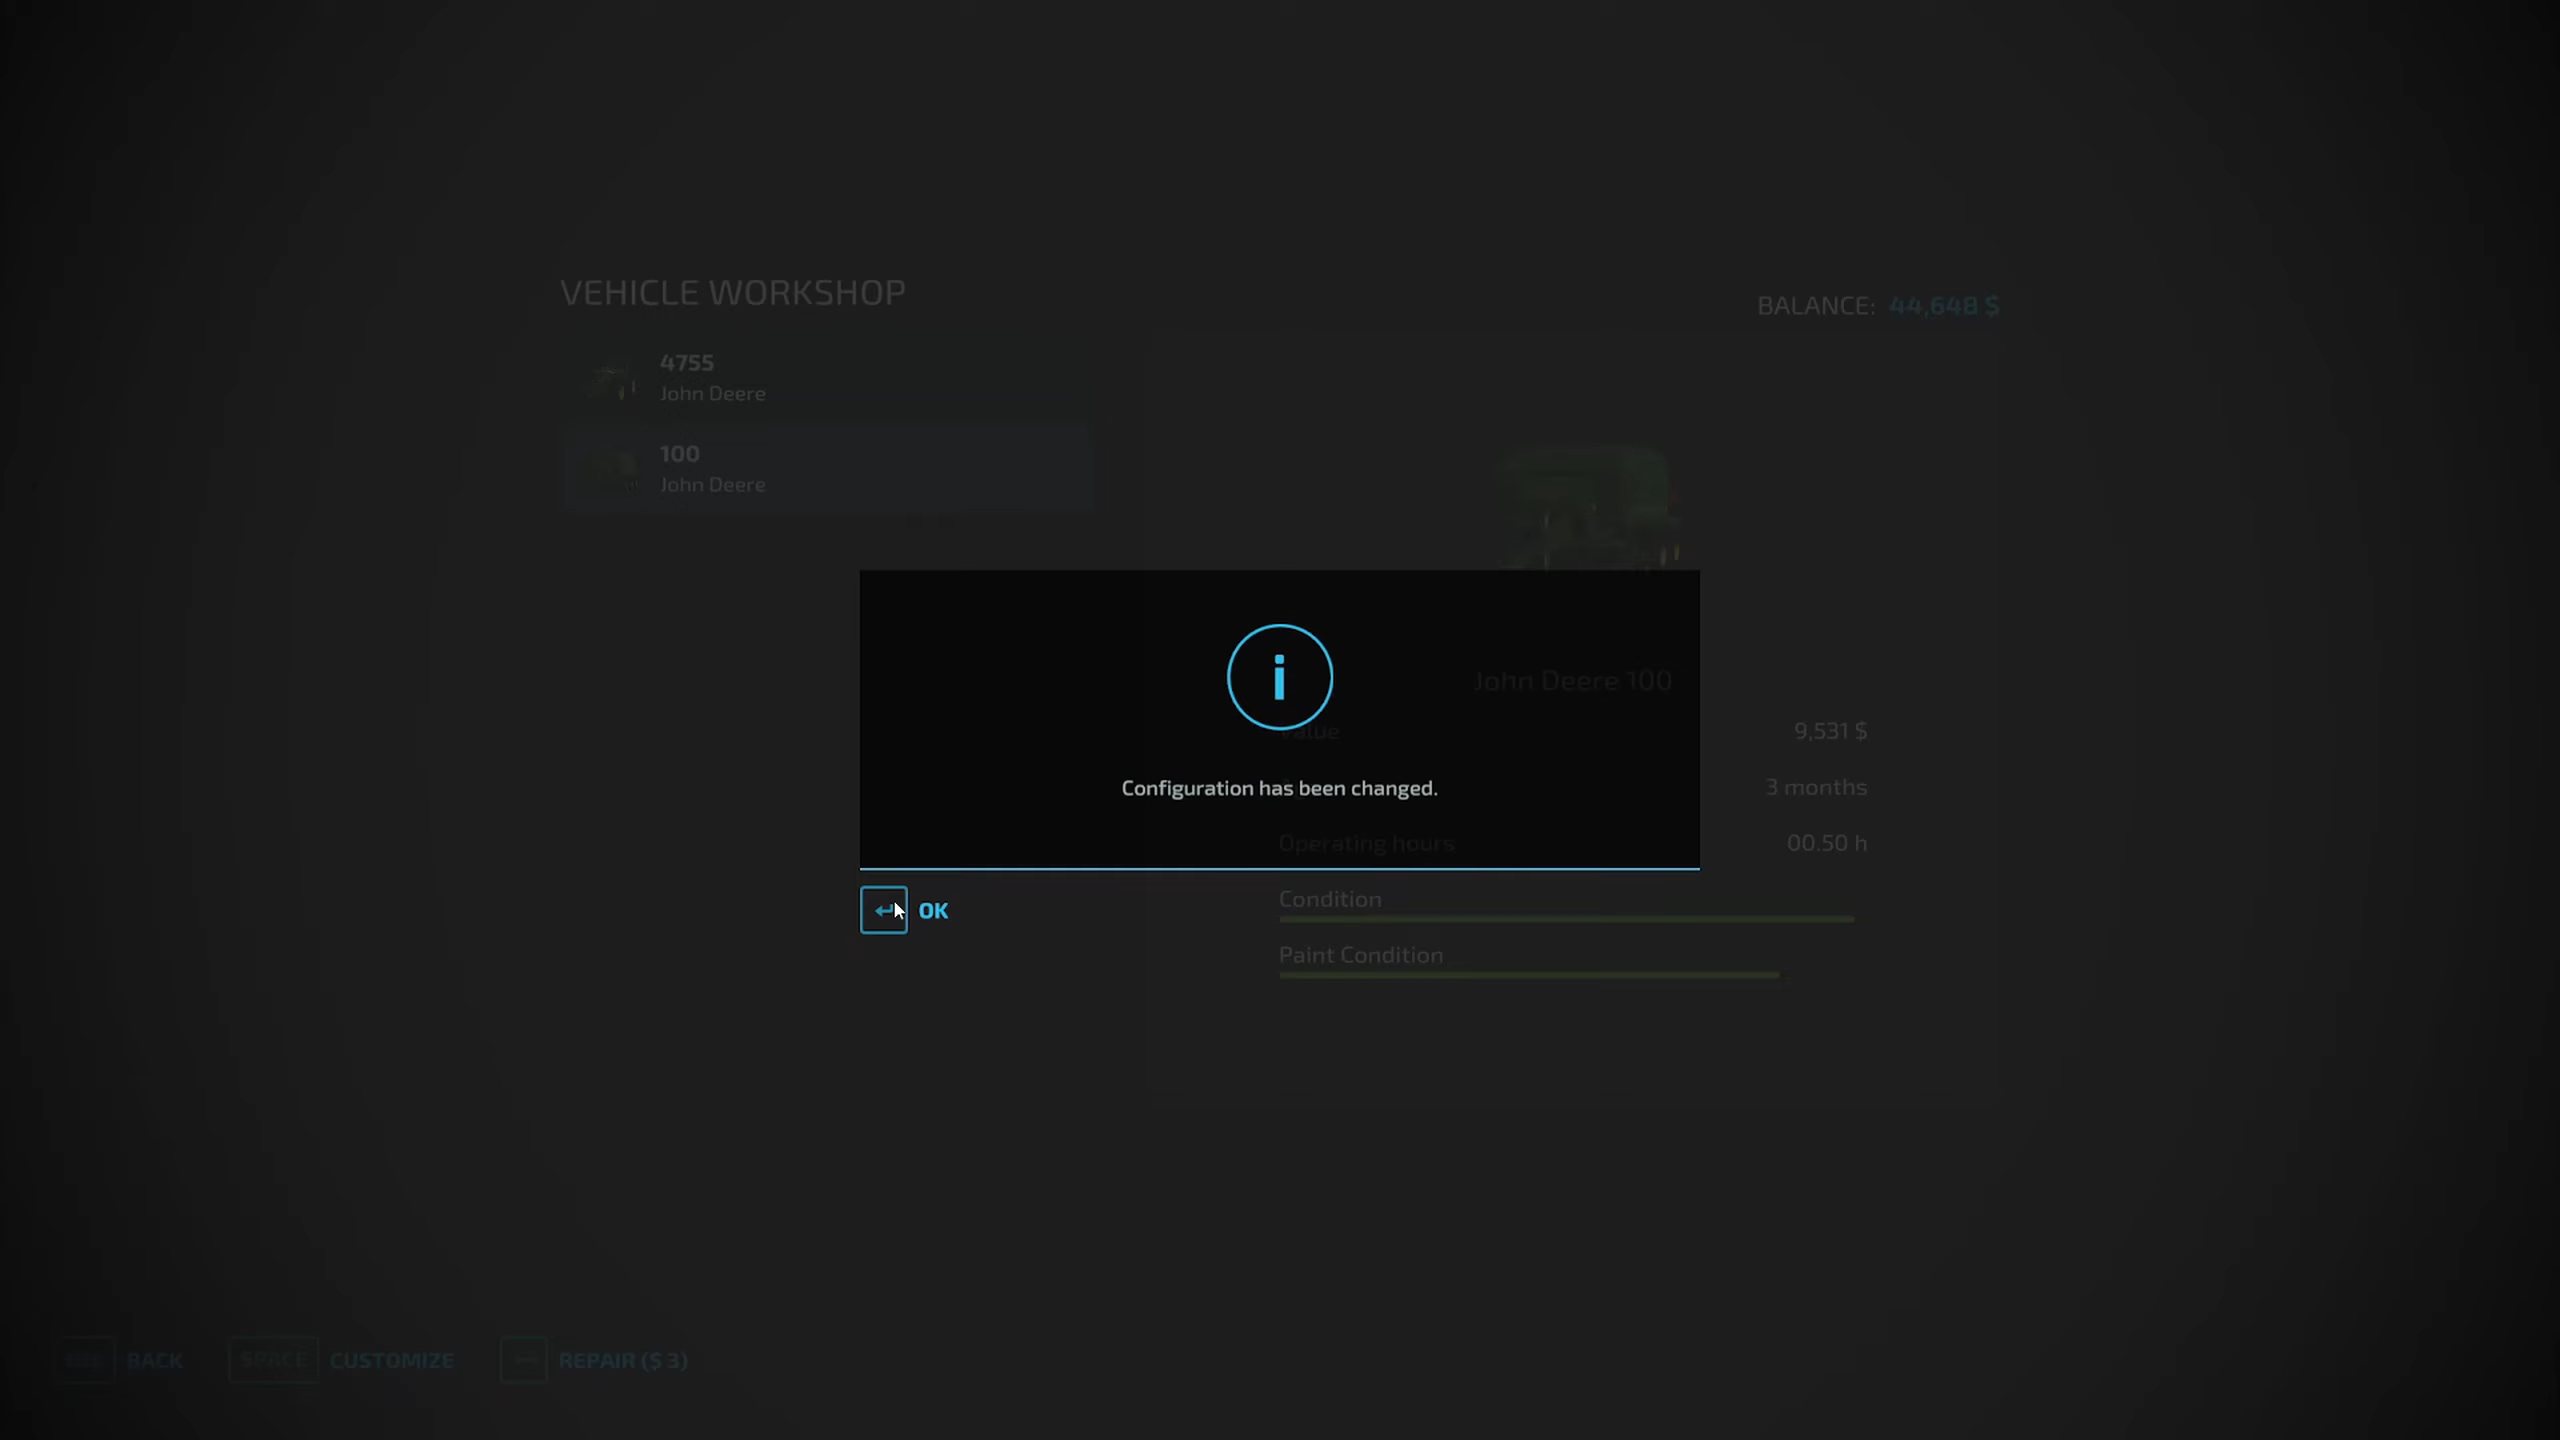 VEHICLE WORKSHOP
BALANCE: 44,648 $
4755
John Deere
100
John Deere
i
John Deere 100
9,531 $
Configuration has been changed.
3 months
Operating hours 00.50 h
OK
Condition
Paint Condition
BACK SPACE CUSTOMIZE REPAIR ($ 3)